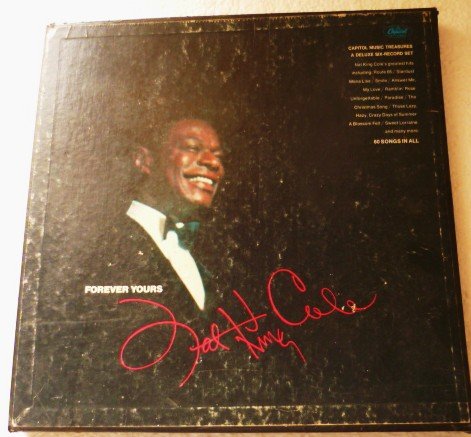 Capitol
CAPITOL MUSIC TREASURES
A DELUXE SIX-RECORD SET
Nat King Cole's greatest hits
including: Route 66 / Stardust
Mona Lisa / Smile / Answer Me,
My Love / Ramblin' Rose
Unforgettable / Paradise / The
Christmas Song / Those Lazy,
Hazy, Crazy Days of Summer
A Blossom Fell / Sweet Lorraine
and many more
60 SONGS IN ALL
FOREVER YOURS
Nat King Cole